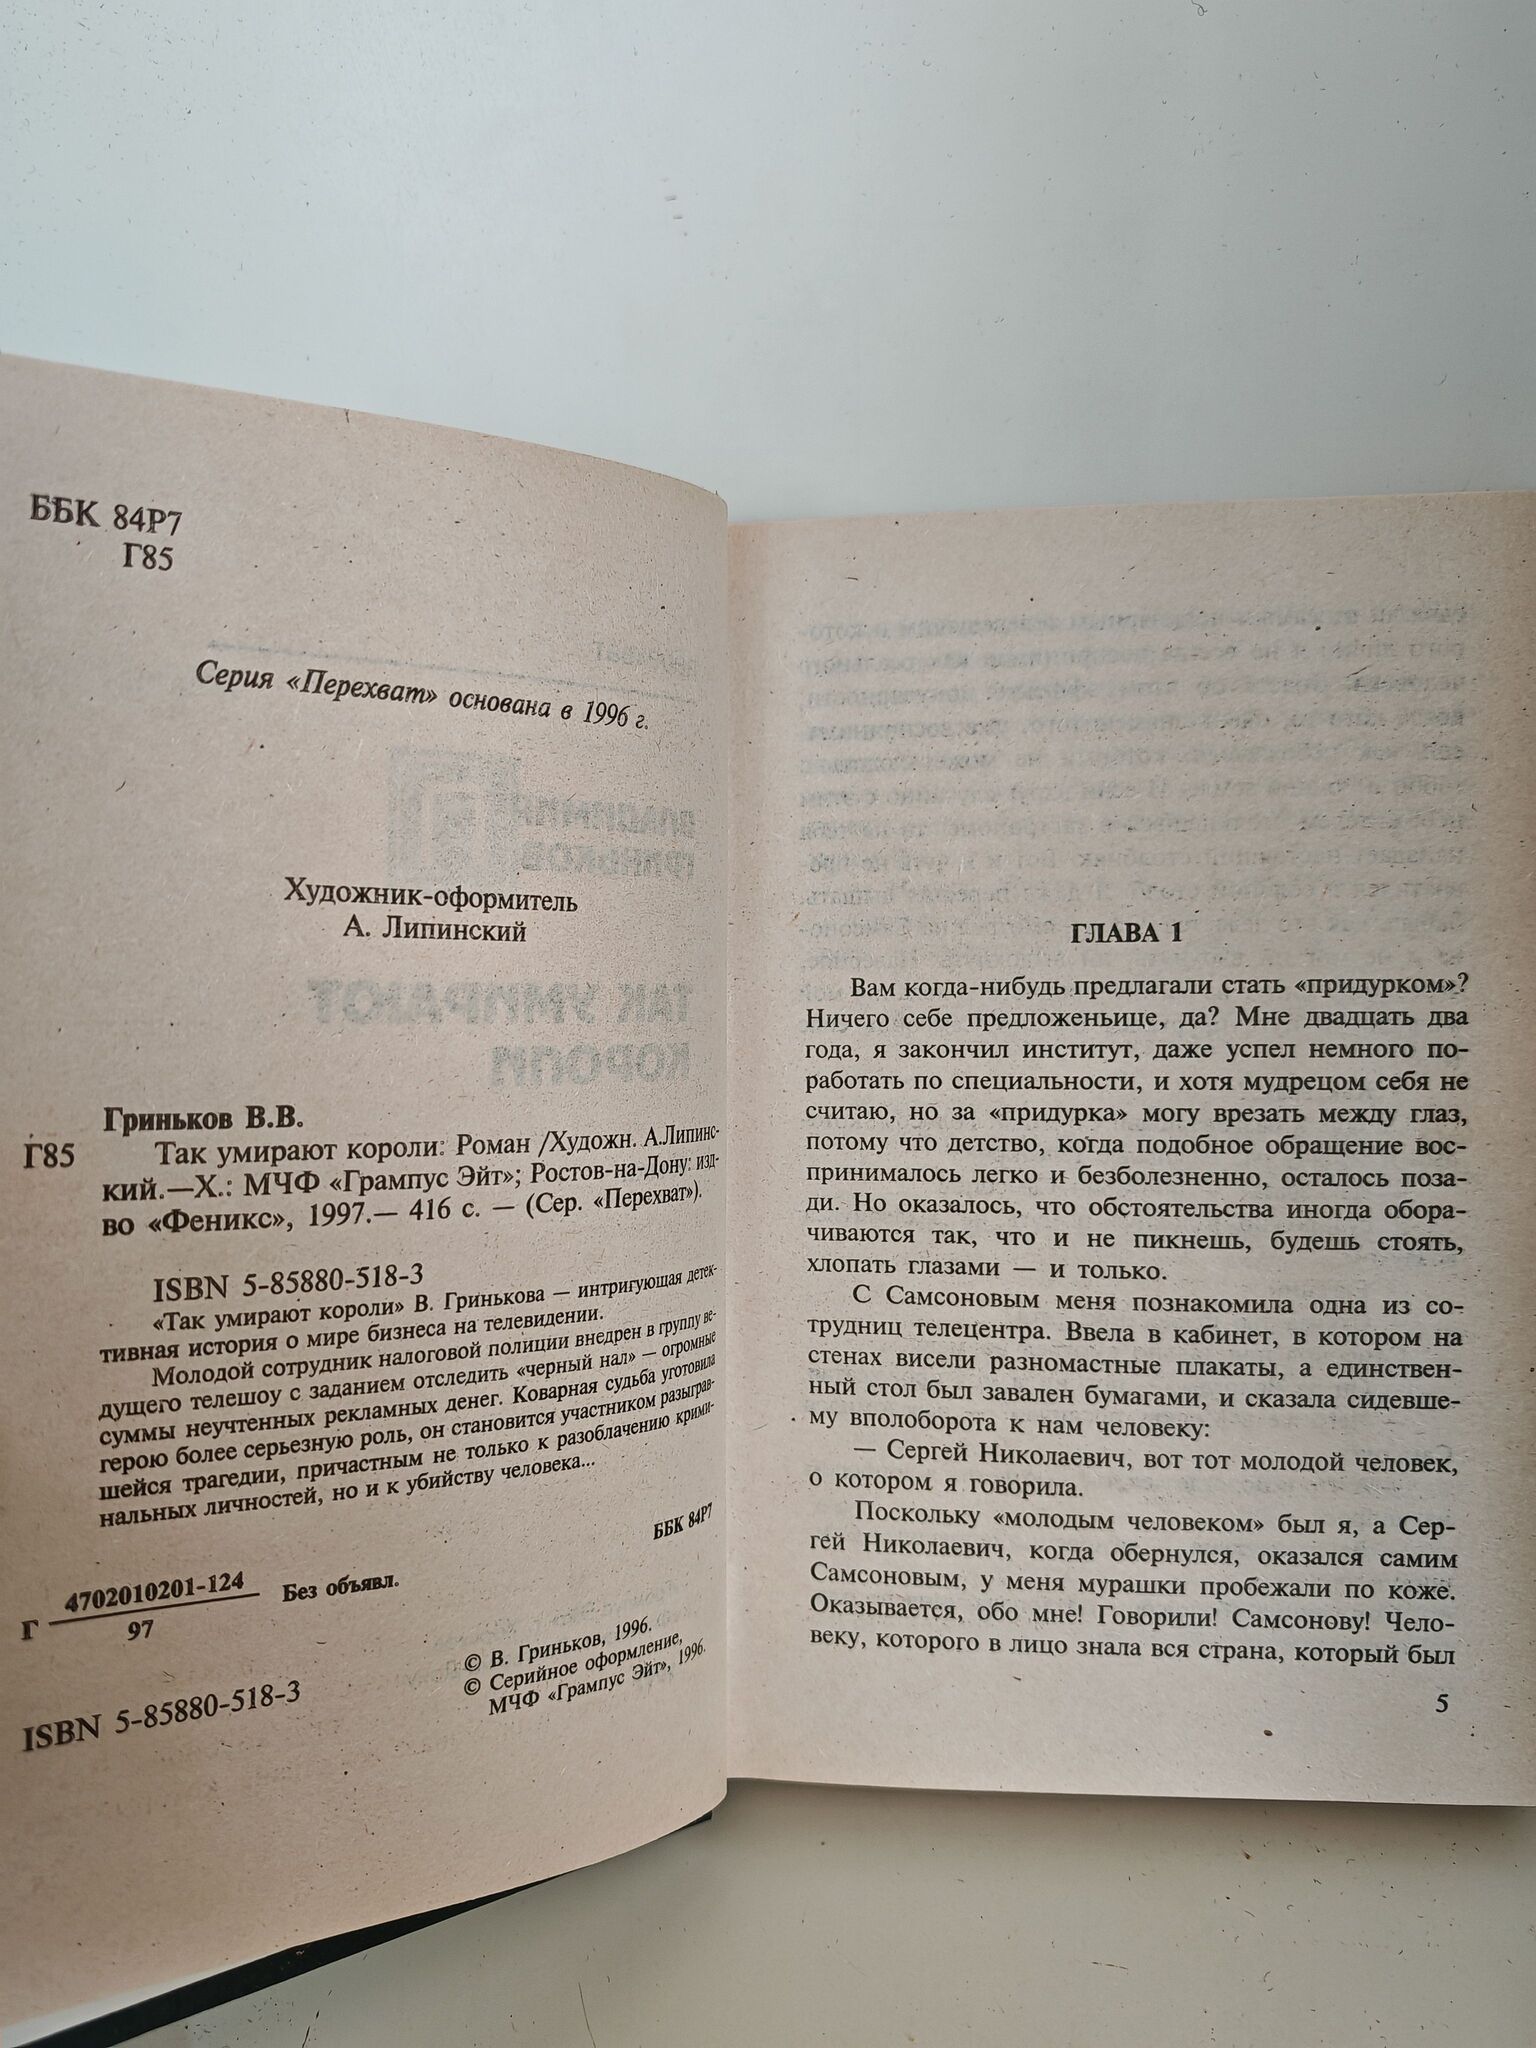 ББК 84Р7
Г85
Серия «Перехват» основана в 1996 г.
Художник-оформитель
А. Липинский
Гриньков В.В.
Г85 Так умирают короли: Роман /Художн. А.Липинс-
кий.—Х.: МЧФ «Грампус Эйт»; Ростов-на-Дону: изд-
во «Феникс», 1997.— 416 с. — (Сер. «Перехват»).
ISBN 5-85880-518-3
«Так умирают короли» В. Гринькова — интригующая детек-
тивная история о мире бизнеса на телевидении.
Молодой сотрудник налоговой полиции внедрен в группу ве-
дущего телешоу с заданием отследить «черный нал» — огромные
суммы неучтенных рекламных денег. Коварная судьба уготовила
герою более серьезную роль, он становится участником разыграв-
шейся трагедии, причастным не только к разоблачению крими-
нальных личностей, но и к убийству человека...
ББК 84Р7
Г 4702010201-124 Без объявл.
97
ISBN 5-85880-518-3
© В. Гриньков, 1996.
© Серийное оформление,
МЧФ «Грампус Эйт», 1996.
ГЛАВА 1
Вам когда-нибудь предлагали стать «придурком»?
Ничего себе предложеньице, да? Мне двадцать два
года, я закончил институт, даже успел немного по-
работать по специальности, и хотя мудрецом себя не
считаю, но за «придурка» могу врезать между глаз,
потому что детство, когда подобное обращение вос-
принималось легко и безболезненно, осталось поза-
ди. Но оказалось, что обстоятельства иногда обора-
чиваются так, что и не пикнешь, будешь стоять,
хлопать глазами — и только.
С Самсоновым меня познакомила одна из со-
трудниц телецентра. Ввела в кабинет, в котором на
стенах висели разномастные плакаты, а единствен-
ный стол был завален бумагами, и сказала сидевше-
му вполоборота к нам человеку:
— Сергей Николаевич, вот тот молодой человек,
о котором я говорила.
Поскольку «молодым человеком» был я, а Сер-
гей Николаевич, когда обернулся, оказался самим
Самсоновым, у меня мурашки пробежали по коже.
Оказывается, обо мне! Говорили! Самсонову! Чело-
веку, которого в лицо знала вся страна, который был
5